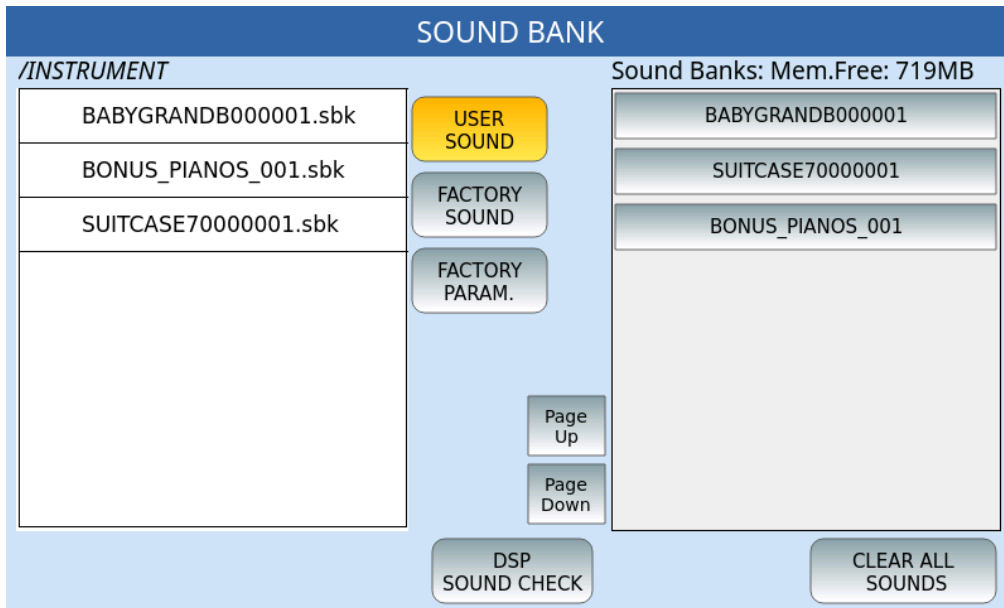 SOUND BANK
/INSTRUMENT
Sound Banks: Mem.Free: 719MB
BABYGRANDB000001.sbk
BONUS_PIANOS_001.sbk
SUITCASE70000001.sbk
USER
SOUND
FACTORY
SOUND
FACTORY
PARAM.
Page
Up
Page
Down
BABYGRANDB000001
SUITCASE70000001
BONUS_PIANOS_001
DSP
SOUND CHECK
CLEAR ALL
SOUNDS